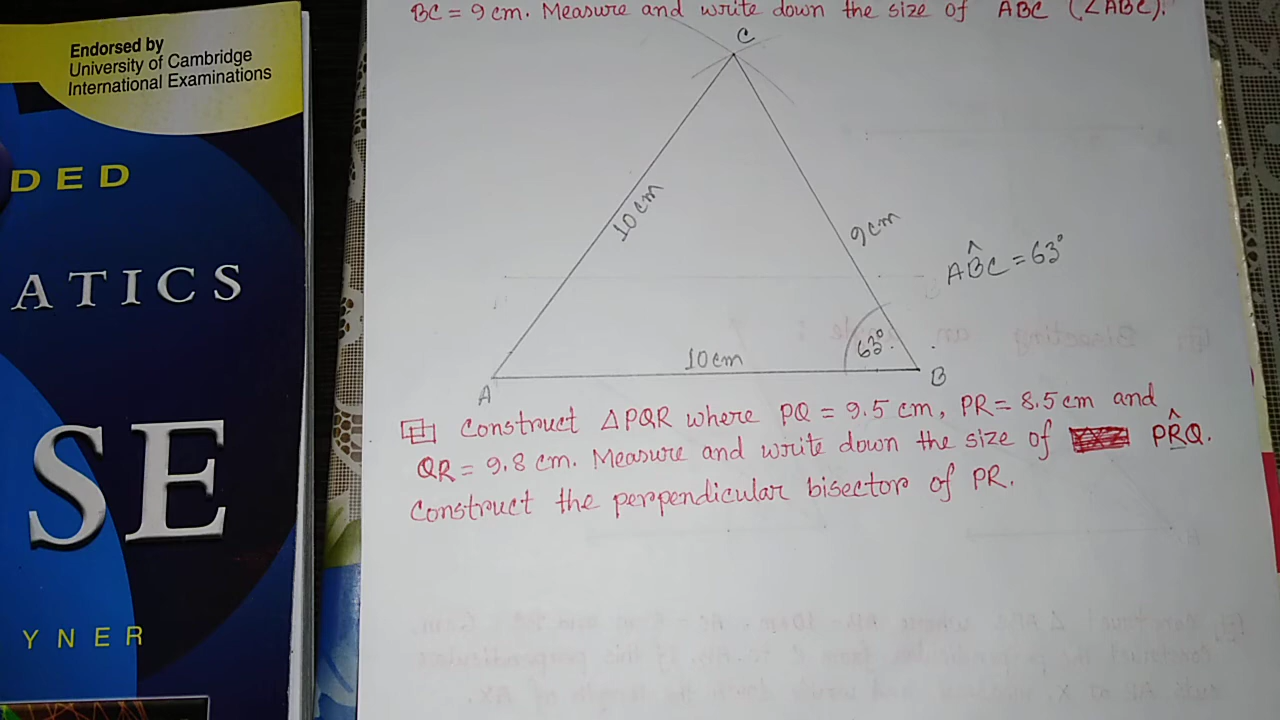 Endorsed by
University of Cambridge
International Examinations
DED
ATICS
SE
YNER
BC = 9 cm. Measure and write down the size of ABC (∠ABC).
C
10 cm
9 cm
AB̂C = 63°
63°
10 cm
A
B
Construct △PQR where PQ = 9.5 cm, PR = 8.5 cm and
QR = 9.8 cm. Measure and write down the size of PR̂Q.
Construct the perpendicular bisector of PR.